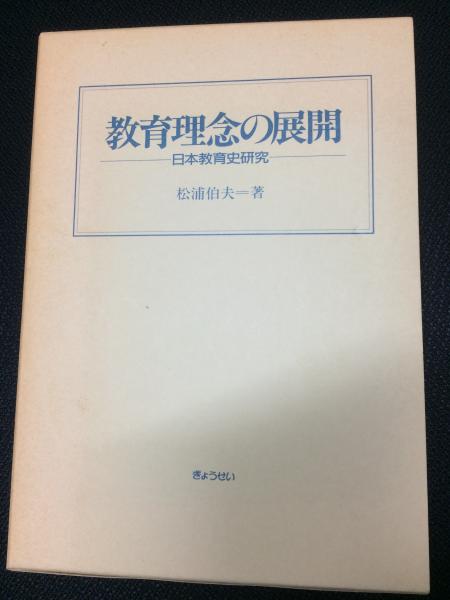 教育理念の展開
日本教育史研究
松浦伯夫＝著
ぎょうせい